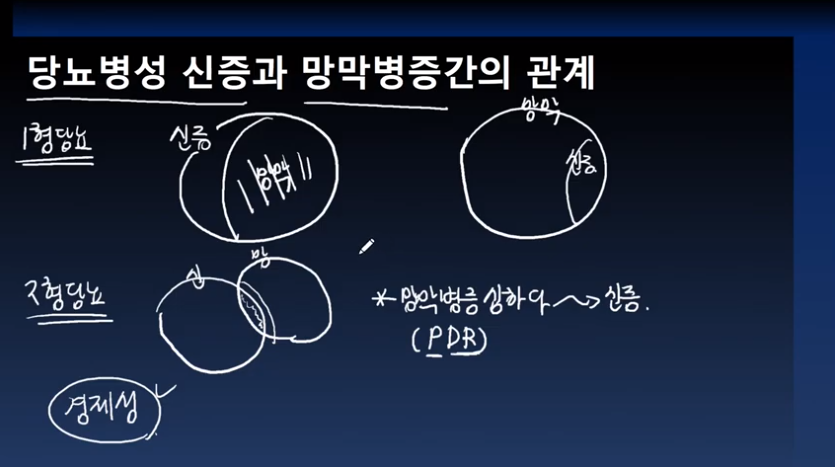 당뇨병성 신증과 망막병증간의 관계
1형당뇨
신증
망막
망막
신증
2형당뇨
신
망
* 망막병증 심하다 → 신증.
(PDR)
경제성